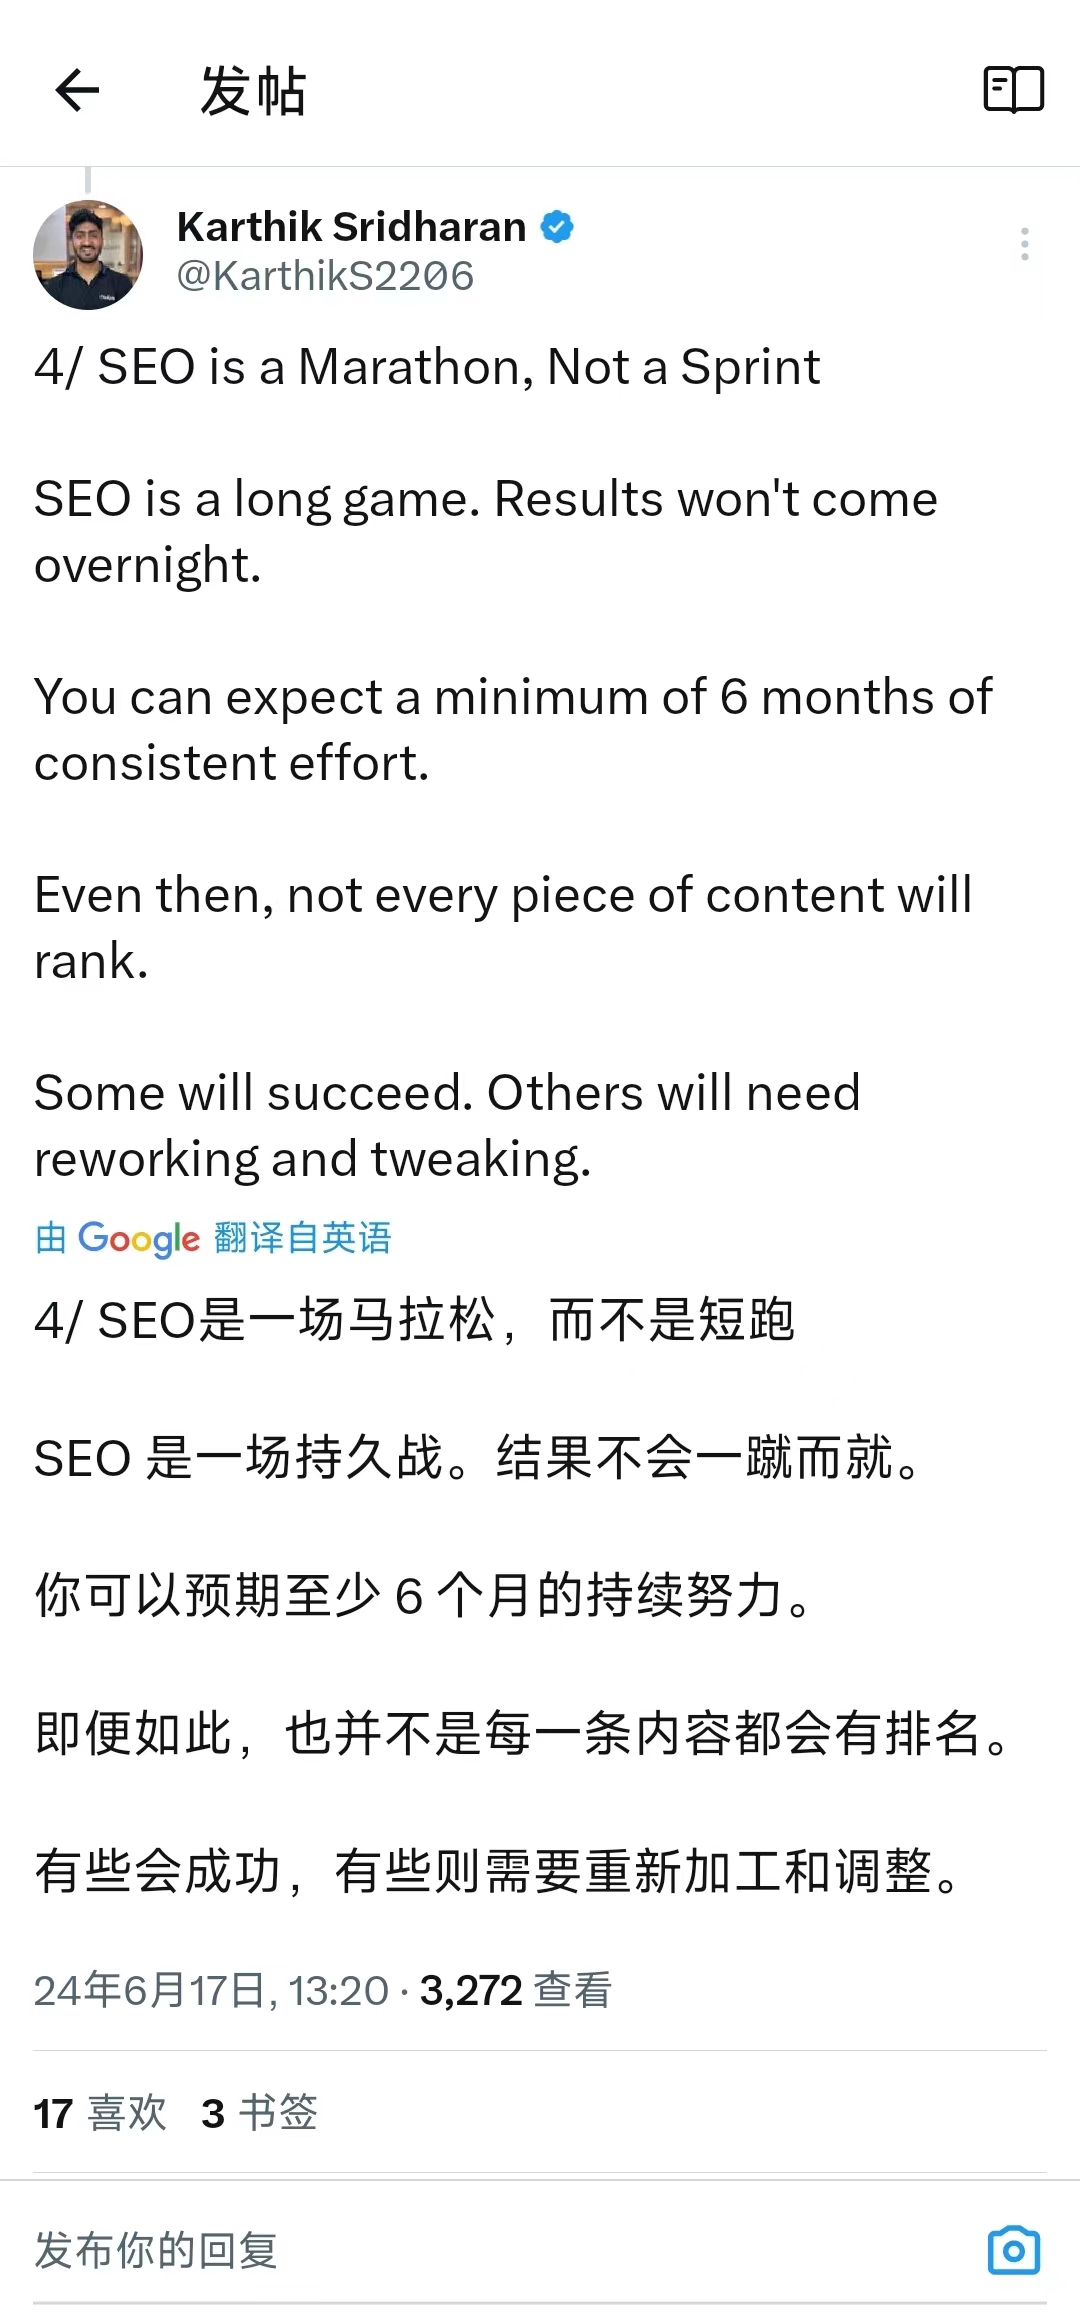 发帖
Karthik Sridharan
@KarthikS2206
4/ SEO is a Marathon, Not a Sprint
SEO is a long game. Results won't come
overnight.
You can expect a minimum of 6 months of
consistent effort.
Even then, not every piece of content will
rank.
Some will succeed. Others will need
reworking and tweaking.
由 Google 翻译自英语
4/ SEO是一场马拉松，而不是短跑
SEO 是一场持久战。结果不会一蹴而就。
你可以预期至少 6 个月的持续努力。
即便如此，也并不是每一条内容都会有排名。
有些会成功，有些则需要重新加工和调整。
24年6月17日, 13:20 · 3,272 查看
17 喜欢 3 书签
发布你的回复